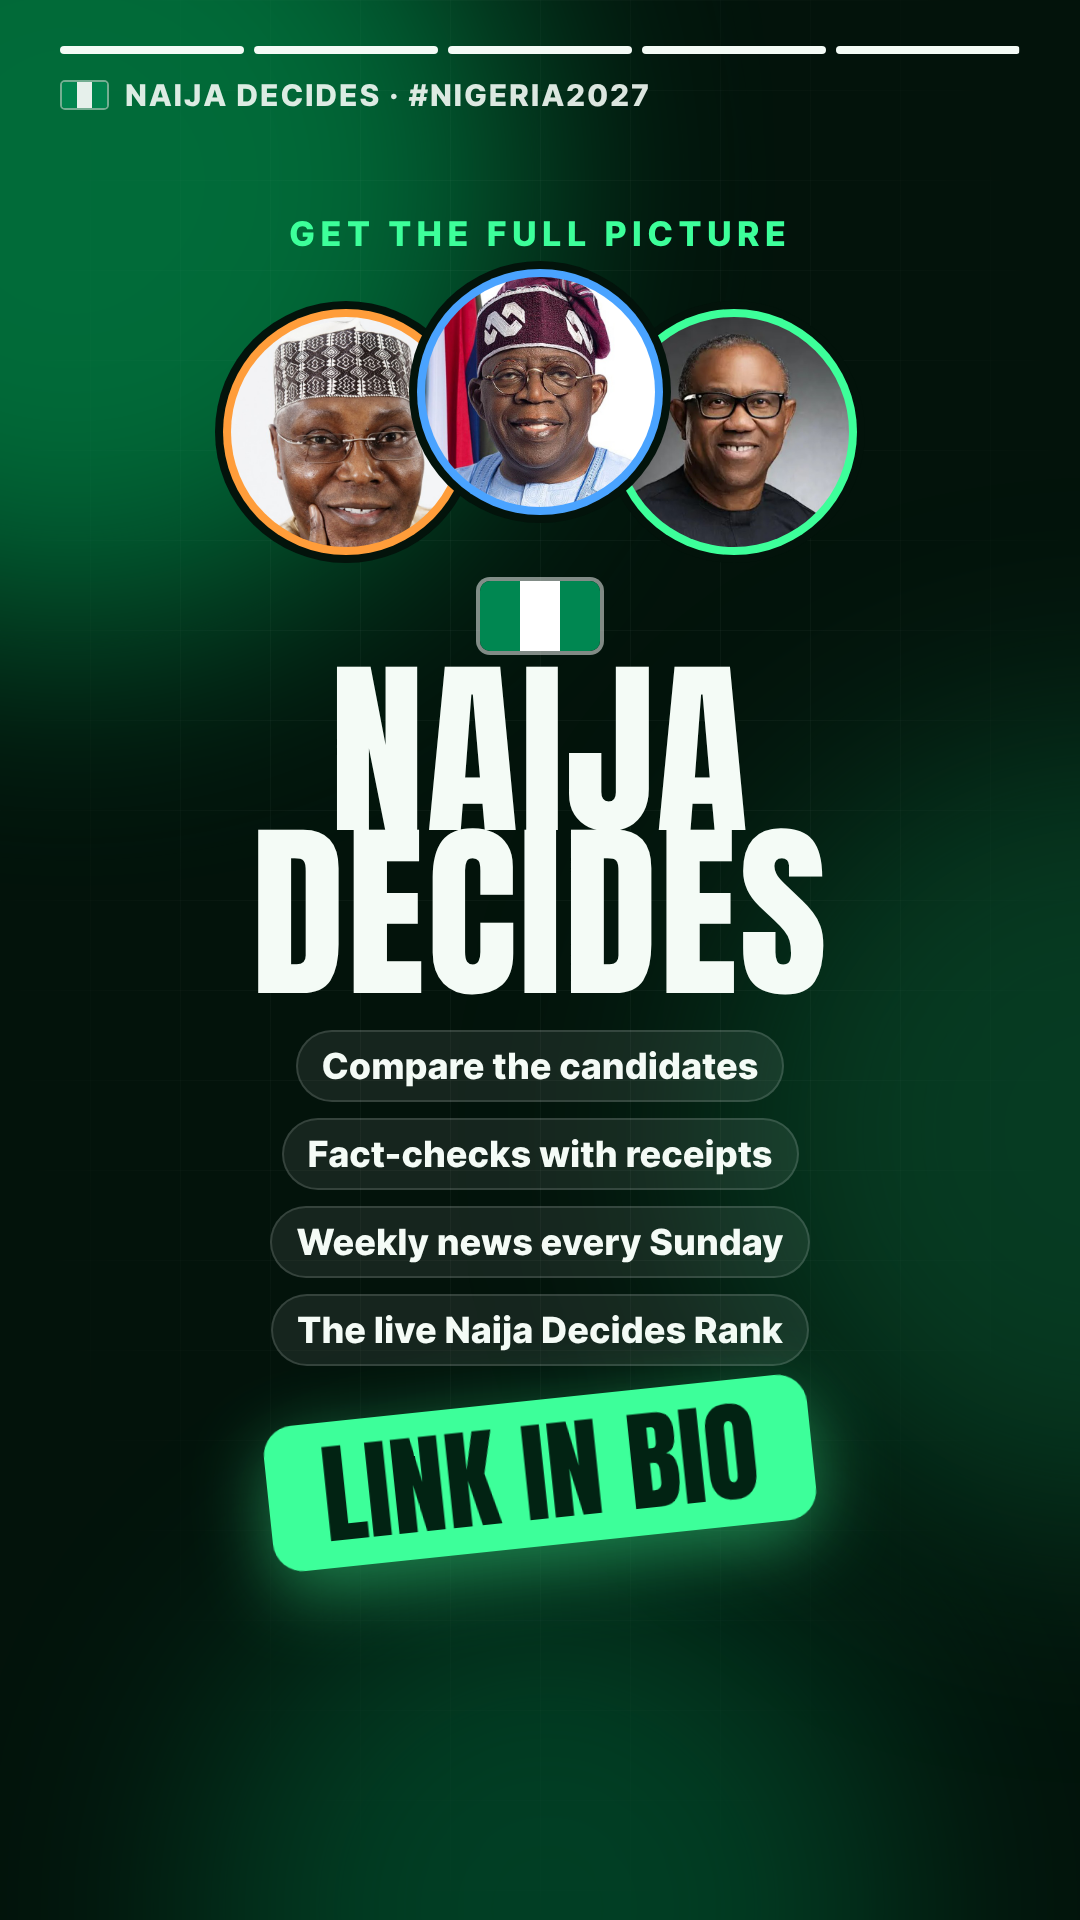 NAIJA DECIDES · #NIGERIA2027
GET THE FULL PICTURE
NAIJA
DECIDES
Compare the candidates
Fact-checks with receipts
Weekly news every Sunday
The live Naija Decides Rank
LINK IN BIO